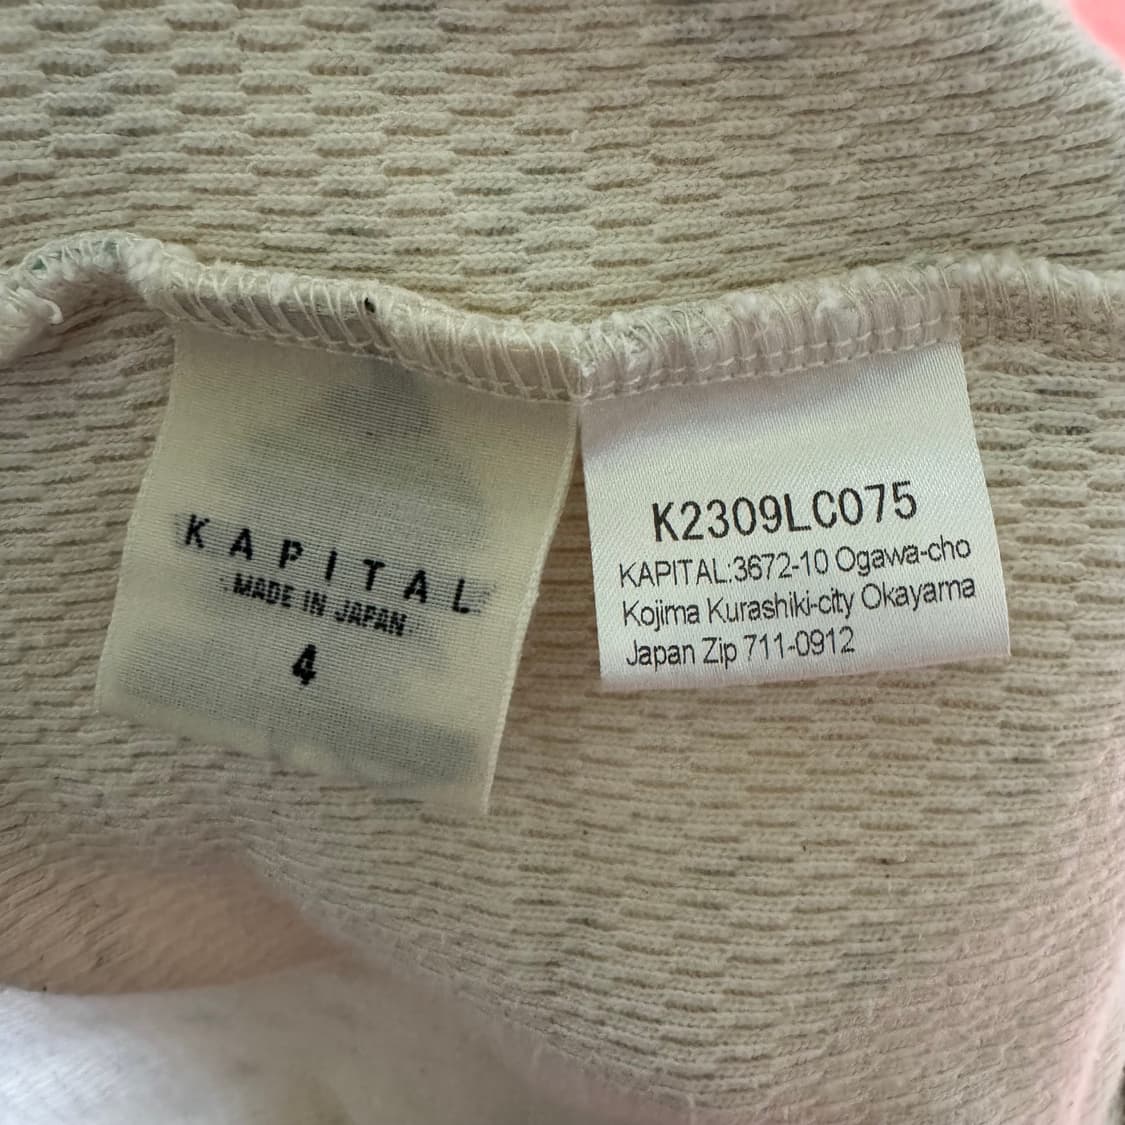 KAPITAL
MADE IN JAPAN
4
K2309LC075
KAPITAL:3672-10 Ogawa-cho
Kojima Kurashiki-city Okayama
Japan Zip 711-0912